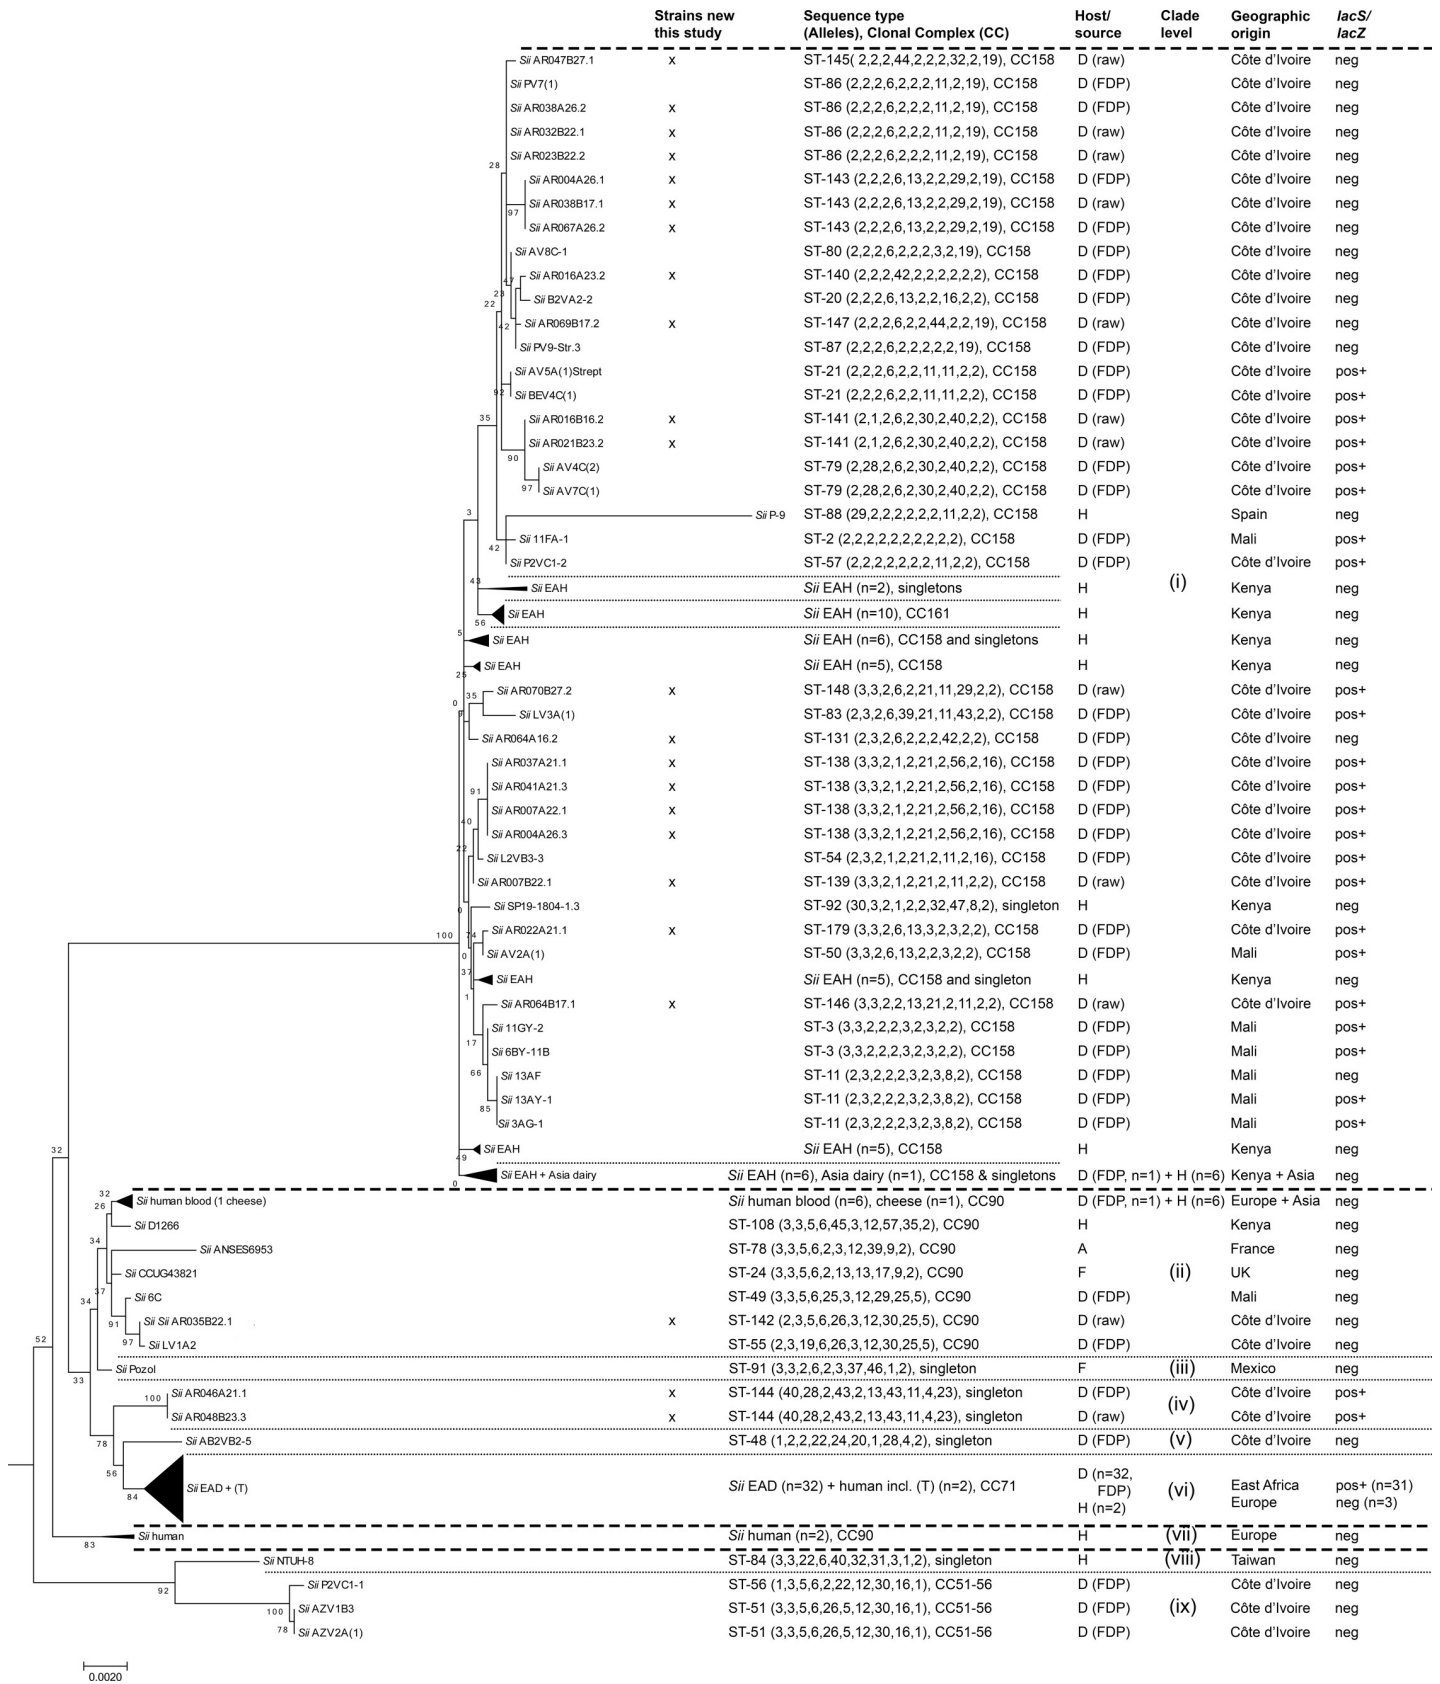 Strains new this study Sequence type (Alleles), Clonal Complex (CC) Host/ source Clade level Geographic origin lacS/ lacZ
Sii AR047B27.1 x ST-145( 2,2,2,44,2,2,2,32,2,19), CC158 D (raw) Côte d'Ivoire neg
Sii PV7(1) ST-86 (2,2,2,6,2,2,2,11,2,19), CC158 D (FDP) Côte d'Ivoire neg
Sii AR038A26.2 x ST-86 (2,2,2,6,2,2,2,11,2,19), CC158 D (FDP) Côte d'Ivoire neg
Sii AR032B22.1 x ST-86 (2,2,2,6,2,2,2,11,2,19), CC158 D (raw) Côte d'Ivoire neg
Sii AR023B22.2 x ST-86 (2,2,2,6,2,2,2,11,2,19), CC158 D (raw) Côte d'Ivoire neg
28
Sii AR004A26.1 x ST-143 (2,2,2,6,13,2,2,29,2,19), CC158 D (FDP) Côte d'Ivoire neg
Sii AR038B17.1 x ST-143 (2,2,2,6,13,2,2,29,2,19), CC158 D (raw) Côte d'Ivoire neg
97
Sii AR067A26.2 x ST-143 (2,2,2,6,13,2,2,29,2,19), CC158 D (FDP) Côte d'Ivoire neg
Sii AV8C-1 ST-80 (2,2,2,6,2,2,2,3,2,19), CC158 D (FDP) Côte d'Ivoire neg
Sii AR016A23.2 x ST-140 (2,2,2,42,2,2,2,2,2,2), CC158 D (FDP) Côte d'Ivoire neg
47
23
Sii B2VA2-2 ST-20 (2,2,2,6,13,2,2,16,2,2), CC158 D (FDP) Côte d'Ivoire neg
22
Sii AR069B17.2 x ST-147 (2,2,2,6,2,2,44,2,2,19), CC158 D (raw) Côte d'Ivoire neg
42
Sii PV9-Str.3 ST-87 (2,2,2,6,2,2,2,2,2,19), CC158 D (FDP) Côte d'Ivoire neg
Sii AV5A(1)Strept ST-21 (2,2,2,6,2,2,11,11,2,2), CC158 D (FDP) Côte d'Ivoire pos+
92
Sii BEV4C(1) ST-21 (2,2,2,6,2,2,11,11,2,2), CC158 D (FDP) Côte d'Ivoire pos+
35
Sii AR016B16.2 x ST-141 (2,1,2,6,2,30,2,40,2,2), CC158 D (raw) Côte d'Ivoire pos+
Sii AR021B23.2 x ST-141 (2,1,2,6,2,30,2,40,2,2), CC158 D (raw) Côte d'Ivoire pos+
90
Sii AV4C(2) ST-79 (2,28,2,6,2,30,2,40,2,2), CC158 D (FDP) Côte d'Ivoire pos+
97
Sii AV7C(1) ST-79 (2,28,2,6,2,30,2,40,2,2), CC158 D (FDP) Côte d'Ivoire pos+
3
Sii P-9 ST-88 (29,2,2,2,2,2,2,11,2,2), CC158 H Spain neg
Sii 11FA-1 ST-2 (2,2,2,2,2,2,2,2,2,2), CC158 D (FDP) Mali pos+
42
Sii P2VC1-2 ST-57 (2,2,2,2,2,2,2,11,2,2), CC158 D (FDP) Côte d'Ivoire pos+
43
(i)
Sii EAH Sii EAH (n=2), singletons H Kenya neg
Sii EAH Sii EAH (n=10), CC161 H Kenya neg
56
5
Sii EAH Sii EAH (n=6), CC158 and singletons H Kenya neg
Sii EAH Sii EAH (n=5), CC158 H Kenya neg
25
Sii AR070B27.2 x ST-148 (3,3,2,6,2,21,11,29,2,2), CC158 D (raw) Côte d'Ivoire pos+
35
0
Sii LV3A(1) ST-83 (2,3,2,6,39,21,11,43,2,2), CC158 D (FDP) Côte d'Ivoire pos+
Sii AR064A16.2 x ST-131 (2,3,2,6,2,2,2,42,2,2), CC158 D (FDP) Côte d'Ivoire neg
Sii AR037A21.1 x ST-138 (3,3,2,1,2,21,2,56,2,16), CC158 D (FDP) Côte d'Ivoire pos+
Sii AR041A21.3 x ST-138 (3,3,2,1,2,21,2,56,2,16), CC158 D (FDP) Côte d'Ivoire pos+
91
Sii AR007A22.1 x ST-138 (3,3,2,1,2,21,2,56,2,16), CC158 D (FDP) Côte d'Ivoire pos+
40
Sii AR004A26.3 x ST-138 (3,3,2,1,2,21,2,56,2,16), CC158 D (FDP) Côte d'Ivoire pos+
22
Sii L2VB3-3 ST-54 (2,3,2,1,2,21,2,11,2,16), CC158 D (FDP) Côte d'Ivoire pos+
Sii AR007B22.1 x ST-139 (3,3,2,1,2,21,2,11,2,2), CC158 D (raw) Côte d'Ivoire pos+
0
Sii SP19-1804-1.3 ST-92 (30,3,2,1,2,2,32,47,8,2), singleton H Kenya neg
100
74
Sii AR022A21.1 x ST-179 (3,3,2,6,13,3,2,3,2,2), CC158 D (FDP) Côte d'Ivoire pos+
0
Sii AV2A(1) ST-50 (3,3,2,6,13,2,2,3,2,2), CC158 D (FDP) Mali pos+
37
Sii EAH Sii EAH (n=5), CC158 and singleton H Kenya neg
1
Sii AR064B17.1 x ST-146 (3,3,2,2,13,21,2,11,2,2), CC158 D (raw) Côte d'Ivoire pos+
Sii 11GY-2 ST-3 (3,3,2,2,2,3,2,3,2,2), CC158 D (FDP) Mali pos+
17
Sii 6BY-11B ST-3 (3,3,2,2,2,3,2,3,2,2), CC158 D (FDP) Mali pos+
66
Sii 13AF ST-11 (2,3,2,2,2,3,2,3,8,2), CC158 D (FDP) Mali neg
Sii 13AY-1 ST-11 (2,3,2,2,2,3,2,3,8,2), CC158 D (FDP) Mali pos+
85
Sii 3AG-1 ST-11 (2,3,2,2,2,3,2,3,8,2), CC158 D (FDP) Mali pos+
Sii EAH Sii EAH (n=5), CC158 H Kenya neg
49
32
Sii EAH + Asia dairy Sii EAH (n=6), Asia dairy (n=1), CC158 & singletons D (FDP, n=1) + H (n=6) Kenya + Asia neg
0
32
Sii human blood (1 cheese) Sii human blood (n=6), cheese (n=1), CC90 D (FDP, n=1) + H (n=6) Europe + Asia neg
26
Sii D1266 ST-108 (3,3,5,6,45,3,12,57,35,2), CC90 H Kenya neg
34
Sii ANSES6953 ST-78 (3,3,5,6,2,3,12,39,9,2), CC90 A France neg
Sii CCUG43821 ST-24 (3,3,5,6,2,13,13,17,9,2), CC90 F (ii) UK neg
37
34
Sii 6C ST-49 (3,3,5,6,25,3,12,29,25,5), CC90 D (FDP) Mali neg
91
Sii Sii AR035B22.1 x ST-142 (2,3,5,6,26,3,12,30,25,5), CC90 D (raw) Côte d'Ivoire neg
97
Sii LV1A2 ST-55 (2,3,19,6,26,3,12,30,25,5), CC90 D (FDP) Côte d'Ivoire neg
52
Sii Pozol ST-91 (3,3,2,6,2,3,37,46,1,2), singleton F (iii) Mexico neg
33
Sii AR046A21.1 x ST-144 (40,28,2,43,2,13,43,11,4,23), singleton D (FDP) Côte d'Ivoire pos+
100
(iv)
Sii AR048B23.3 x ST-144 (40,28,2,43,2,13,43,11,4,23), singleton D (raw) Côte d'Ivoire pos+
78
Sii AB2VB2-5 ST-48 (1,2,2,22,24,20,1,28,4,2), singleton D (FDP) (v) Côte d'Ivoire neg
56
Sii EAD + (T) Sii EAD (n=32) + human incl. (T) (n=2), CC71 D (n=32, FDP) H (n=2) (vi) East Africa Europe pos+ (n=31) neg (n=3)
84
Sii human Sii human (n=2), CC90 H (vii) Europe neg
83
Sii NTUH-8 ST-84 (3,3,22,6,40,32,31,3,1,2), singleton H (viii) Taiwan neg
92
Sii P2VC1-1 ST-56 (1,3,5,6,2,22,12,30,16,1), CC51-56 D (FDP) Côte d'Ivoire neg
100
Sii AZV1B3 ST-51 (3,3,5,6,26,5,12,30,16,1), CC51-56 D (FDP) (ix) Côte d'Ivoire neg
78
Sii AZV2A(1) ST-51 (3,3,5,6,26,5,12,30,16,1), CC51-56 D (FDP) Côte d'Ivoire neg
0.0020